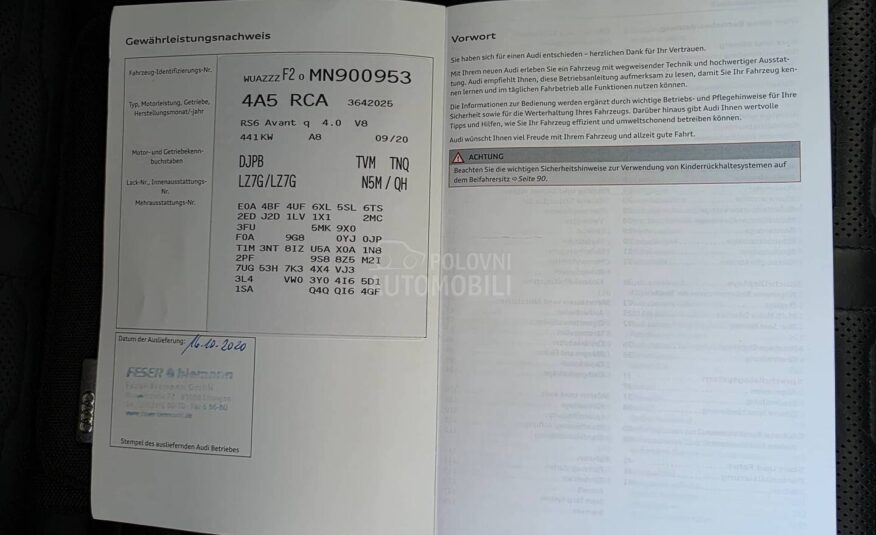 Gewährleistungsnachweis
Fahrzeug-Identifizierungs-Nr.
WUAZZZ F2 0 MN900953
Typ, Motorleistung, Getriebe,
Herstellungsmonat/-jahr
4A5 RCA 3642025
RS6 Avant q 4.0 V8
441KW A8 09/20
Motor- und Getriebekenn-
buchstaben
DJPB TVM TNQ
Lack-Nr., Innenausstattungs-
Nr.
LZ7G/LZ7G N5M / QH
Mehrausstattungs-Nr.
E0A 4BF 4UF 6XL 5SL 6TS
2ED J2D 1LV 1X1 2MC
3FU 5MK 9X0
F0A 9G8 0YJ 0JP
T1M 3NT 8IZ U5A X0A 1N8
2PF 9S8 8Z5 M2I
7UG 53H 7K3 4X4 VJ3
3L4 VW0 3Y0 4I6 5D1
1SA Q4Q QI6 4GF
Datum der Auslieferung: 16.10.2020
FESER & biemann
Stempel des ausliefernden Audi Betriebes
Vorwort
Sie haben sich für einen Audi entschieden – herzlichen Dank für Ihr Vertrauen.
Mit Ihrem neuen Audi erleben Sie ein Fahrzeug mit wegweisender Technik und hochwertiger Ausstat-
tung. Audi empfiehlt Ihnen, diese Betriebsanleitung aufmerksam zu lesen, damit Sie Ihr Fahrzeug ken-
nen lernen und im täglichen Fahrbetrieb alle Funktionen nutzen können.
Die Informationen zur Bedienung werden ergänzt durch wichtige Betriebs- und Pflegehinweise für Ihre
Sicherheit sowie für die Werterhaltung Ihres Fahrzeugs. Darüber hinaus gibt Audi Ihnen wertvolle
Tipps und Hilfen, wie Sie Ihr Fahrzeug effizient und umweltschonend betreiben können.
Audi wünscht Ihnen viel Freude mit Ihrem Fahrzeug und allzeit gute Fahrt.
ACHTUNG
Beachten Sie die wichtigen Sicherheitshinweise zur Verwendung von Kinderrückhaltesystemen auf
dem Beifahrersitz ⇨ Seite 90.
POLOVNI
AUTOMOBILI